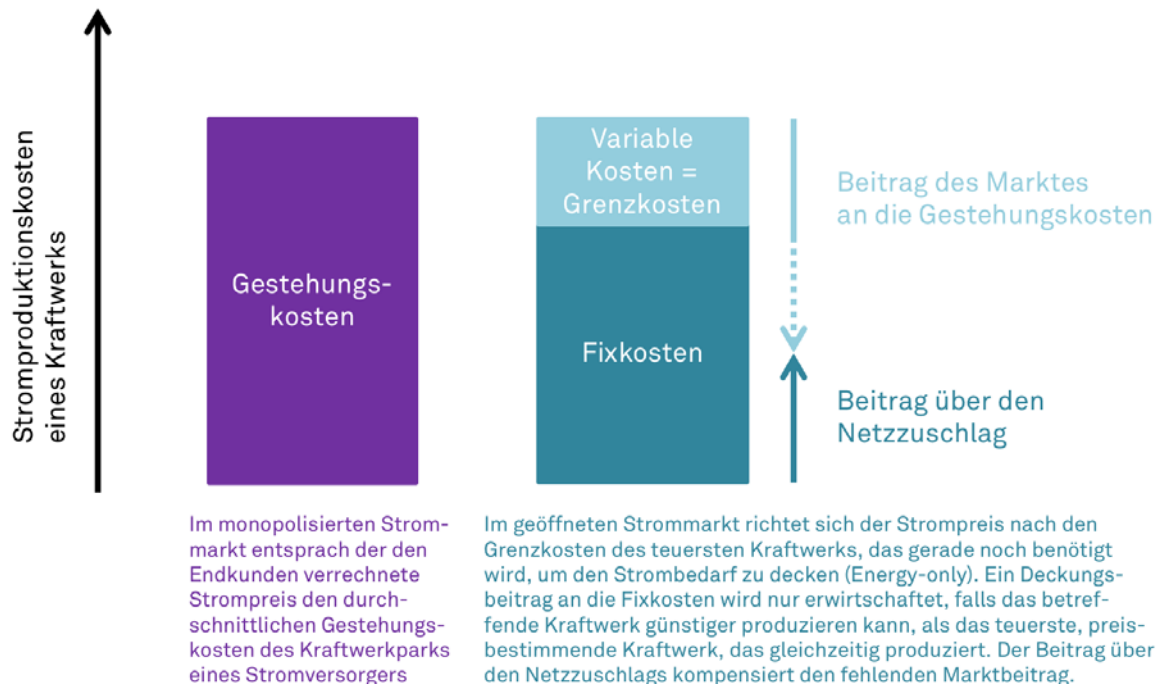 Stromproduktionskosten
eines Kraftwerks
Gestehungs-
kosten
Variable
Kosten =
Grenzkosten
Fixkosten
Beitrag des Marktes
an die Gestehungskosten
Beitrag über den
Netzzuschlag
Im monopolisierten Strom-
markt entsprach der den
Endkunden verrechnete
Strompreis den durch-
schnittlichen Gestehungs-
kosten des Kraftwerkparks
eines Stromversorgers
Im geöffneten Strommarkt richtet sich der Strompreis nach den
Grenzkosten des teuersten Kraftwerks, das gerade noch benötigt
wird, um den Strombedarf zu decken (Energy-only). Ein Deckungs-
beitrag an die Fixkosten wird nur erwirtschaftet, falls das betref-
fende Kraftwerk günstiger produzieren kann, als das teuerste, preis-
bestimmende Kraftwerk, das gleichzeitig produziert. Der Beitrag über
den Netzzuschlags kompensiert den fehlenden Marktbeitrag.